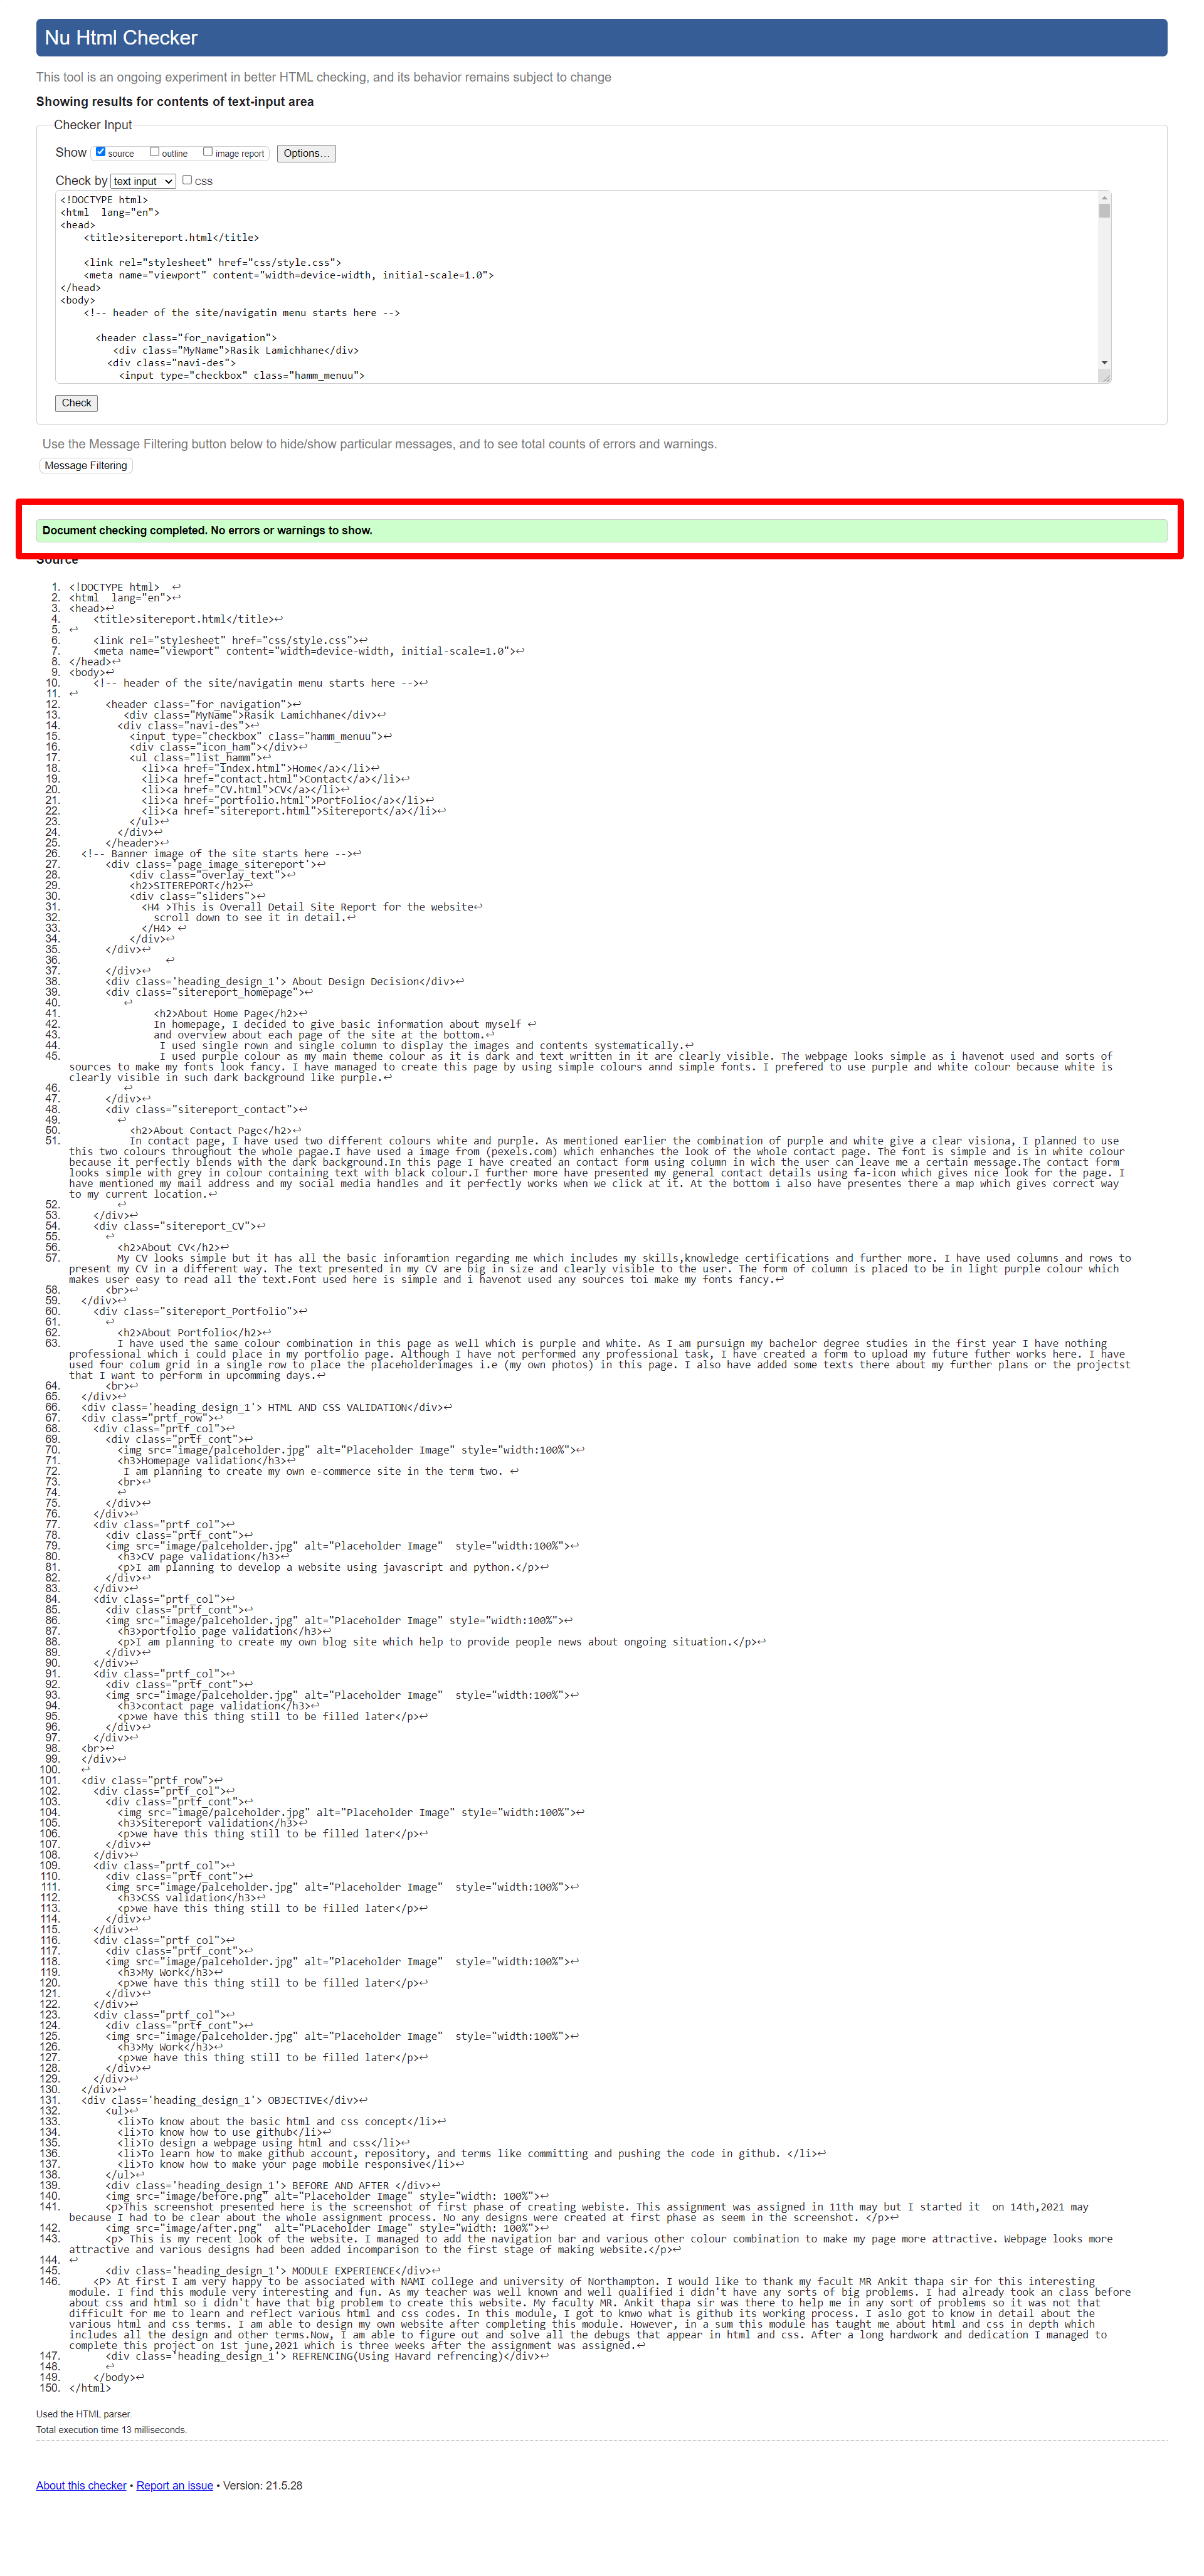 Nu Html Checker
This tool is an ongoing experiment in better HTML checking, and its behavior remains subject to change
Showing results for contents of text-input area
Checker Input
Show source outline image report Options...
Check by text input CSS
<!DOCTYPE html>
<html  lang="en">
<head>
    <title>sitereport.html</title>
    <link rel="stylesheet" href="css/style.css">
    <meta name="viewport" content="width=device-width, initial-scale=1.0">
</head>
<body>
    <!-- header of the site/navigatin menu starts here -->
      <header class="for_navigation">
         <div class="MyName">Rasik Lamichhane</div>
        <div class="navi-des">
          <input type="checkbox" class="hamm_menuu">
Check
Use the Message Filtering button below to hide/show particular messages, and to see total counts of errors and warnings.
Message Filtering
Document checking completed. No errors or warnings to show.
Source
1. <!DOCTYPE html>  ↩
2. <html  lang="en">↩
3. <head>↩
4.     <title>sitereport.html</title>↩
5. ↩
6.     <link rel="stylesheet" href="css/style.css">↩
7.     <meta name="viewport" content="width=device-width, initial-scale=1.0">↩
8. </head>↩
9. <body>↩
10.     <!-- header of the site/navigatin menu starts here -->↩
11. ↩
12.       <header class="for_navigation">↩
13.          <div class="MyName">Rasik Lamichhane</div>↩
14.         <div class="navi-des">↩
15.           <input type="checkbox" class="hamm_menuu">↩
16.           <div class="icon_ham"></div>↩
17.           <ul class="list_hamm">↩
18.             <li><a href="index.html">Home</a></li>↩
19.             <li><a href="contact.html">Contact</a></li>↩
20.             <li><a href="CV.html">CV</a></li>↩
21.             <li><a href="portfolio.html">PortFolio</a></li>↩
22.             <li><a href="sitereport.html">Sitereport</a></li>↩
23.           </ul>↩
24.         </div>↩
25.       </header>↩
26.   <!-- Banner image of the site starts here -->↩
27.       <div class='page_image_sitereport'>↩
28.           <div class="overlay_text">↩
29.           <h2>SITEREPORT</h2>↩
30.           <div class="sliders">↩
31.             <H4 >This is Overall Detail Site Report for the website↩
32.               scroll down to see it in detail.↩
33.             </H4> ↩
34.           </div>↩
35.       </div>↩
36.                 ↩
37.       </div>↩
38.       <div class='heading_design_1'> About Design Decision</div>↩
39.       <div class="sitereport_homepage">↩
40.          ↩
41.               <h2>About Home Page</h2>↩
42.               In homepage, I decided to give basic information about myself ↩
43.               and overview about each page of the site at the bottom.↩
44.                I used single rown and single column to display the images and contents systematically.↩
45.                I used purple colour as my main theme colour as it is dark and text written in it are clearly visible. The webpage looks simple as i havenot used and sorts of
sources to make my fonts look fancy. I have managed to create this page by using simple colours annd simple fonts. I prefered to use purple and white colour because white is
clearly visible in such dark background like purple.↩
46.          ↩
47.       </div>↩
48.       <div class="sitereport_contact">↩
49.         ↩
50.           <h2>About Contact Page</h2>↩
51.           In contact page, I have used two different colours white and purple. As mentioned earlier the combination of purple and white give a clear visiona, I planned to use
this two colours throughout the whole pagae.I have used a image from (pexels.com) which enhanches the look of the whole contact page. The font is simple and is in white colour
because it perfectly blends with the dark background.In this page I have created an contact form using column in wich the user can leave me a certain message.The contact form
looks simple with grey in colour containing text with black colour.I further more have presented my general contact details using fa-icon which gives nice look for the page. I
have mentioned my mail address and my social media handles and it perfectly works when we click at it. At the bottom i also have presentes there a map which gives correct way
to my current location.↩
52.         ↩
53.     </div>↩
54.     <div class="sitereport_CV">↩
55.       ↩
56.         <h2>About CV</h2>↩
57.         My CV looks simple but it has all the basic inforamtion regarding me which includes my skills,knowledge certifications and further more. I have used columns and rows to
present my CV in a different way. The text presented in my CV are big in size and clearly visible to the user. The form of column is placed to be in light purple colour which
makes user easy to read all the text.Font used here is simple and i havenot used any sources toi make my fonts fancy.↩
58.       <br>↩
59.   </div>↩
60.     <div class="sitereport_Portfolio">↩
61.       ↩
62.         <h2>About Portfolio</h2>↩
63.         I have used the same colour combination in this page as well which is purple and white. As I am pursuign my bachelor degree studies in the first year I have nothing
professional which i could place in my portfolio page. Although I have not performed any professional task, I have created a form to upload my future futher works here. I have
used four colum grid in a single row to place the placeholderimages i.e (my own photos) in this page. I also have added some texts there about my further plans or the projectst
that I want to perform in upcomming days.↩
64.       <br>↩
65.   </div>↩
66.   <div class='heading_design_1'> HTML AND CSS VALIDATION</div>↩
67.   <div class="prtf_row">↩
68.     <div class="prtf_col">↩
69.       <div class="prtf_cont">↩
70.         <img src="image/palceholder.jpg" alt="Placeholder Image" style="width:100%">↩
71.         <h3>Homepage validation</h3>↩
72.          I am planning to create my own e-commerce site in the term two. ↩
73.         <br>↩
74.         ↩
75.       </div>↩
76.     </div>↩
77.     <div class="prtf_col">↩
78.       <div class="prtf_cont">↩
79.       <img src="image/palceholder.jpg" alt="Placeholder Image"  style="width:100%">↩
80.         <h3>CV page validation</h3>↩
81.         <p>I am planning to develop a website using javascript and python.</p>↩
82.       </div>↩
83.     </div>↩
84.     <div class="prtf_col">↩
85.       <div class="prtf_cont">↩
86.       <img src="image/palceholder.jpg" alt="Placeholder Image" style="width:100%">↩
87.         <h3>portfolio page validation</h3>↩
88.         <p>I am planning to create my own blog site which help to provide people news about ongoing situation.</p>↩
89.       </div>↩
90.     </div>↩
91.     <div class="prtf_col">↩
92.       <div class="prtf_cont">↩
93.       <img src="image/palceholder.jpg" alt="Placeholder Image"  style="width:100%">↩
94.         <h3>contact page validation</h3>↩
95.         <p>we have this thing still to be filled later</p>↩
96.       </div>↩
97.     </div>↩
98.   <br>↩
99.   </div>↩
100.   ↩
101.   <div class="prtf_row">↩
102.     <div class="prtf_col">↩
103.       <div class="prtf_cont">↩
104.         <img src="image/palceholder.jpg" alt="Placeholder Image" style="width:100%">↩
105.         <h3>Sitereport validation</h3>↩
106.         <p>we have this thing still to be filled later</p>↩
107.       </div>↩
108.     </div>↩
109.     <div class="prtf_col">↩
110.       <div class="prtf_cont">↩
111.       <img src="image/palceholder.jpg" alt="Placeholder Image"  style="width:100%">↩
112.         <h3>CSS validation</h3>↩
113.         <p>we have this thing still to be filled later</p>↩
114.       </div>↩
115.     </div>↩
116.     <div class="prtf_col">↩
117.       <div class="prtf_cont">↩
118.       <img src="image/palceholder.jpg" alt="Placeholder Image"  style="width:100%">↩
119.         <h3>My Work</h3>↩
120.         <p>we have this thing still to be filled later</p>↩
121.       </div>↩
122.     </div>↩
123.     <div class="prtf_col">↩
124.       <div class="prtf_cont">↩
125.       <img src="image/palceholder.jpg" alt="Placeholder Image"  style="width:100%">↩
126.         <h3>My Work</h3>↩
127.         <p>we have this thing still to be filled later</p>↩
128.       </div>↩
129.     </div>↩
130.   </div>↩
131.   <div class='heading_design_1'> OBJECTIVE</div>↩
132.       <ul>↩
133.         <li>To know about the basic html and css concept</li>↩
134.         <li>To know how to use github</li>↩
135.         <li>To design a webpage using html and css</li>↩
136.         <li>To learn how to make github account, repository, and terms like committing and pushing the code in github. </li>↩
137.         <li>To know how to make your page mobile responsive</li>↩
138.       </ul>↩
139.       <div class='heading_design_1'> BEFORE AND AFTER </div>↩
140.       <img src="image/before.png" alt="Placeholder Image" style="width: 100%">↩
141.       <p>This screenshot presented here is the screenshot of first phase of creating webiste. This assignment was assigned in 11th may but I started it  on 14th,2021 may
because I had to be clear about the whole assignment process. No any designs were created at first phase as seem in the screenshot. </p>↩
142.       <img src="image/after.png"  alt="PLaceholder Image" style="width: 100%">↩
143.       <p> This is my recent look of the website. I managed to add the navigation bar and various other colour combination to make my page more attractive. Webpage looks more
attractive and various designs had been added incomparison to the first stage of making website.</p>↩
144. ↩
145.       <div class='heading_design_1'> MODULE EXPERIENCE</div>↩
146.     <P> At first I am very happy to be associated with NAMI college and university of Northampton. I would like to thank my facult MR Ankit thapa sir for this interesting
module. I find this module very interesting and fun. As my teacher was well known and well qualified i didn't have any sorts of big problems. I had already took an class before
about css and html so i didn't have that big problem to create this website. My faculty MR. Ankit thapa sir was there to help me in any sort of problems so it was not that
difficult for me to learn and reflect various html and css codes. In this module, I got to knwo what is github its working process. I aslo got to know in detail about the
various html and css terms. I am able to design my own website after completing this module. However, in a sum this module has taught me about html and css in depth which
includes all the design and other terms.Now, I am able to figure out and solve all the debugs that appear in html and css. After a long hardwork and dedication I managed to
complete this project on 1st june,2021 which is three weeks after the assignment was assigned.↩
147.       <div class='heading_design_1'> REFRENCING(Using Havard refrencing)</div>↩
148.       ↩
149.     </body>↩
150. </html>
Used the HTML parser.
Total execution time 13 milliseconds.
About this checker • Report an issue • Version: 21.5.28